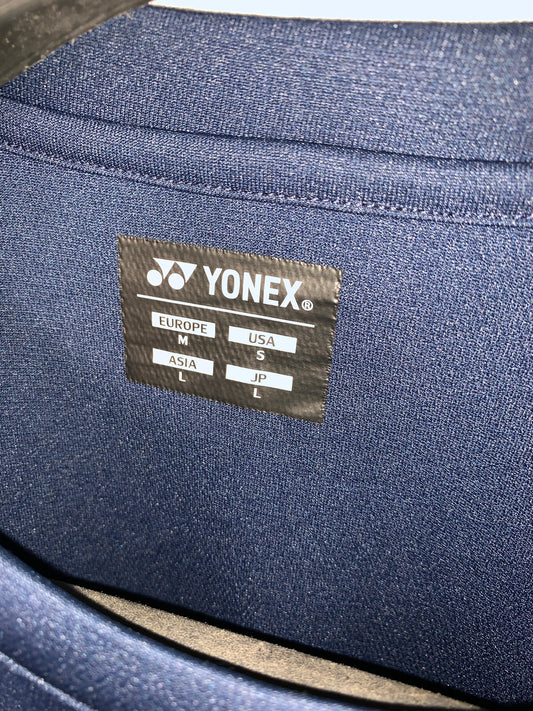 YONEX®
EUROPE USA
M S
ASIA JP
L L